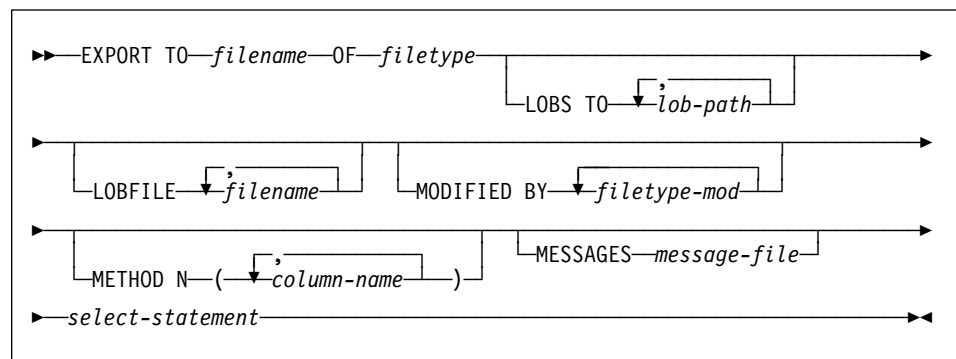 EXPORT TO filename OF filetype
,
LOBS TO lob-path
,
LOBFILE filename MODIFIED BY filetype-mod
,
MESSAGES message-file
METHOD N ( column-name )
select-statement